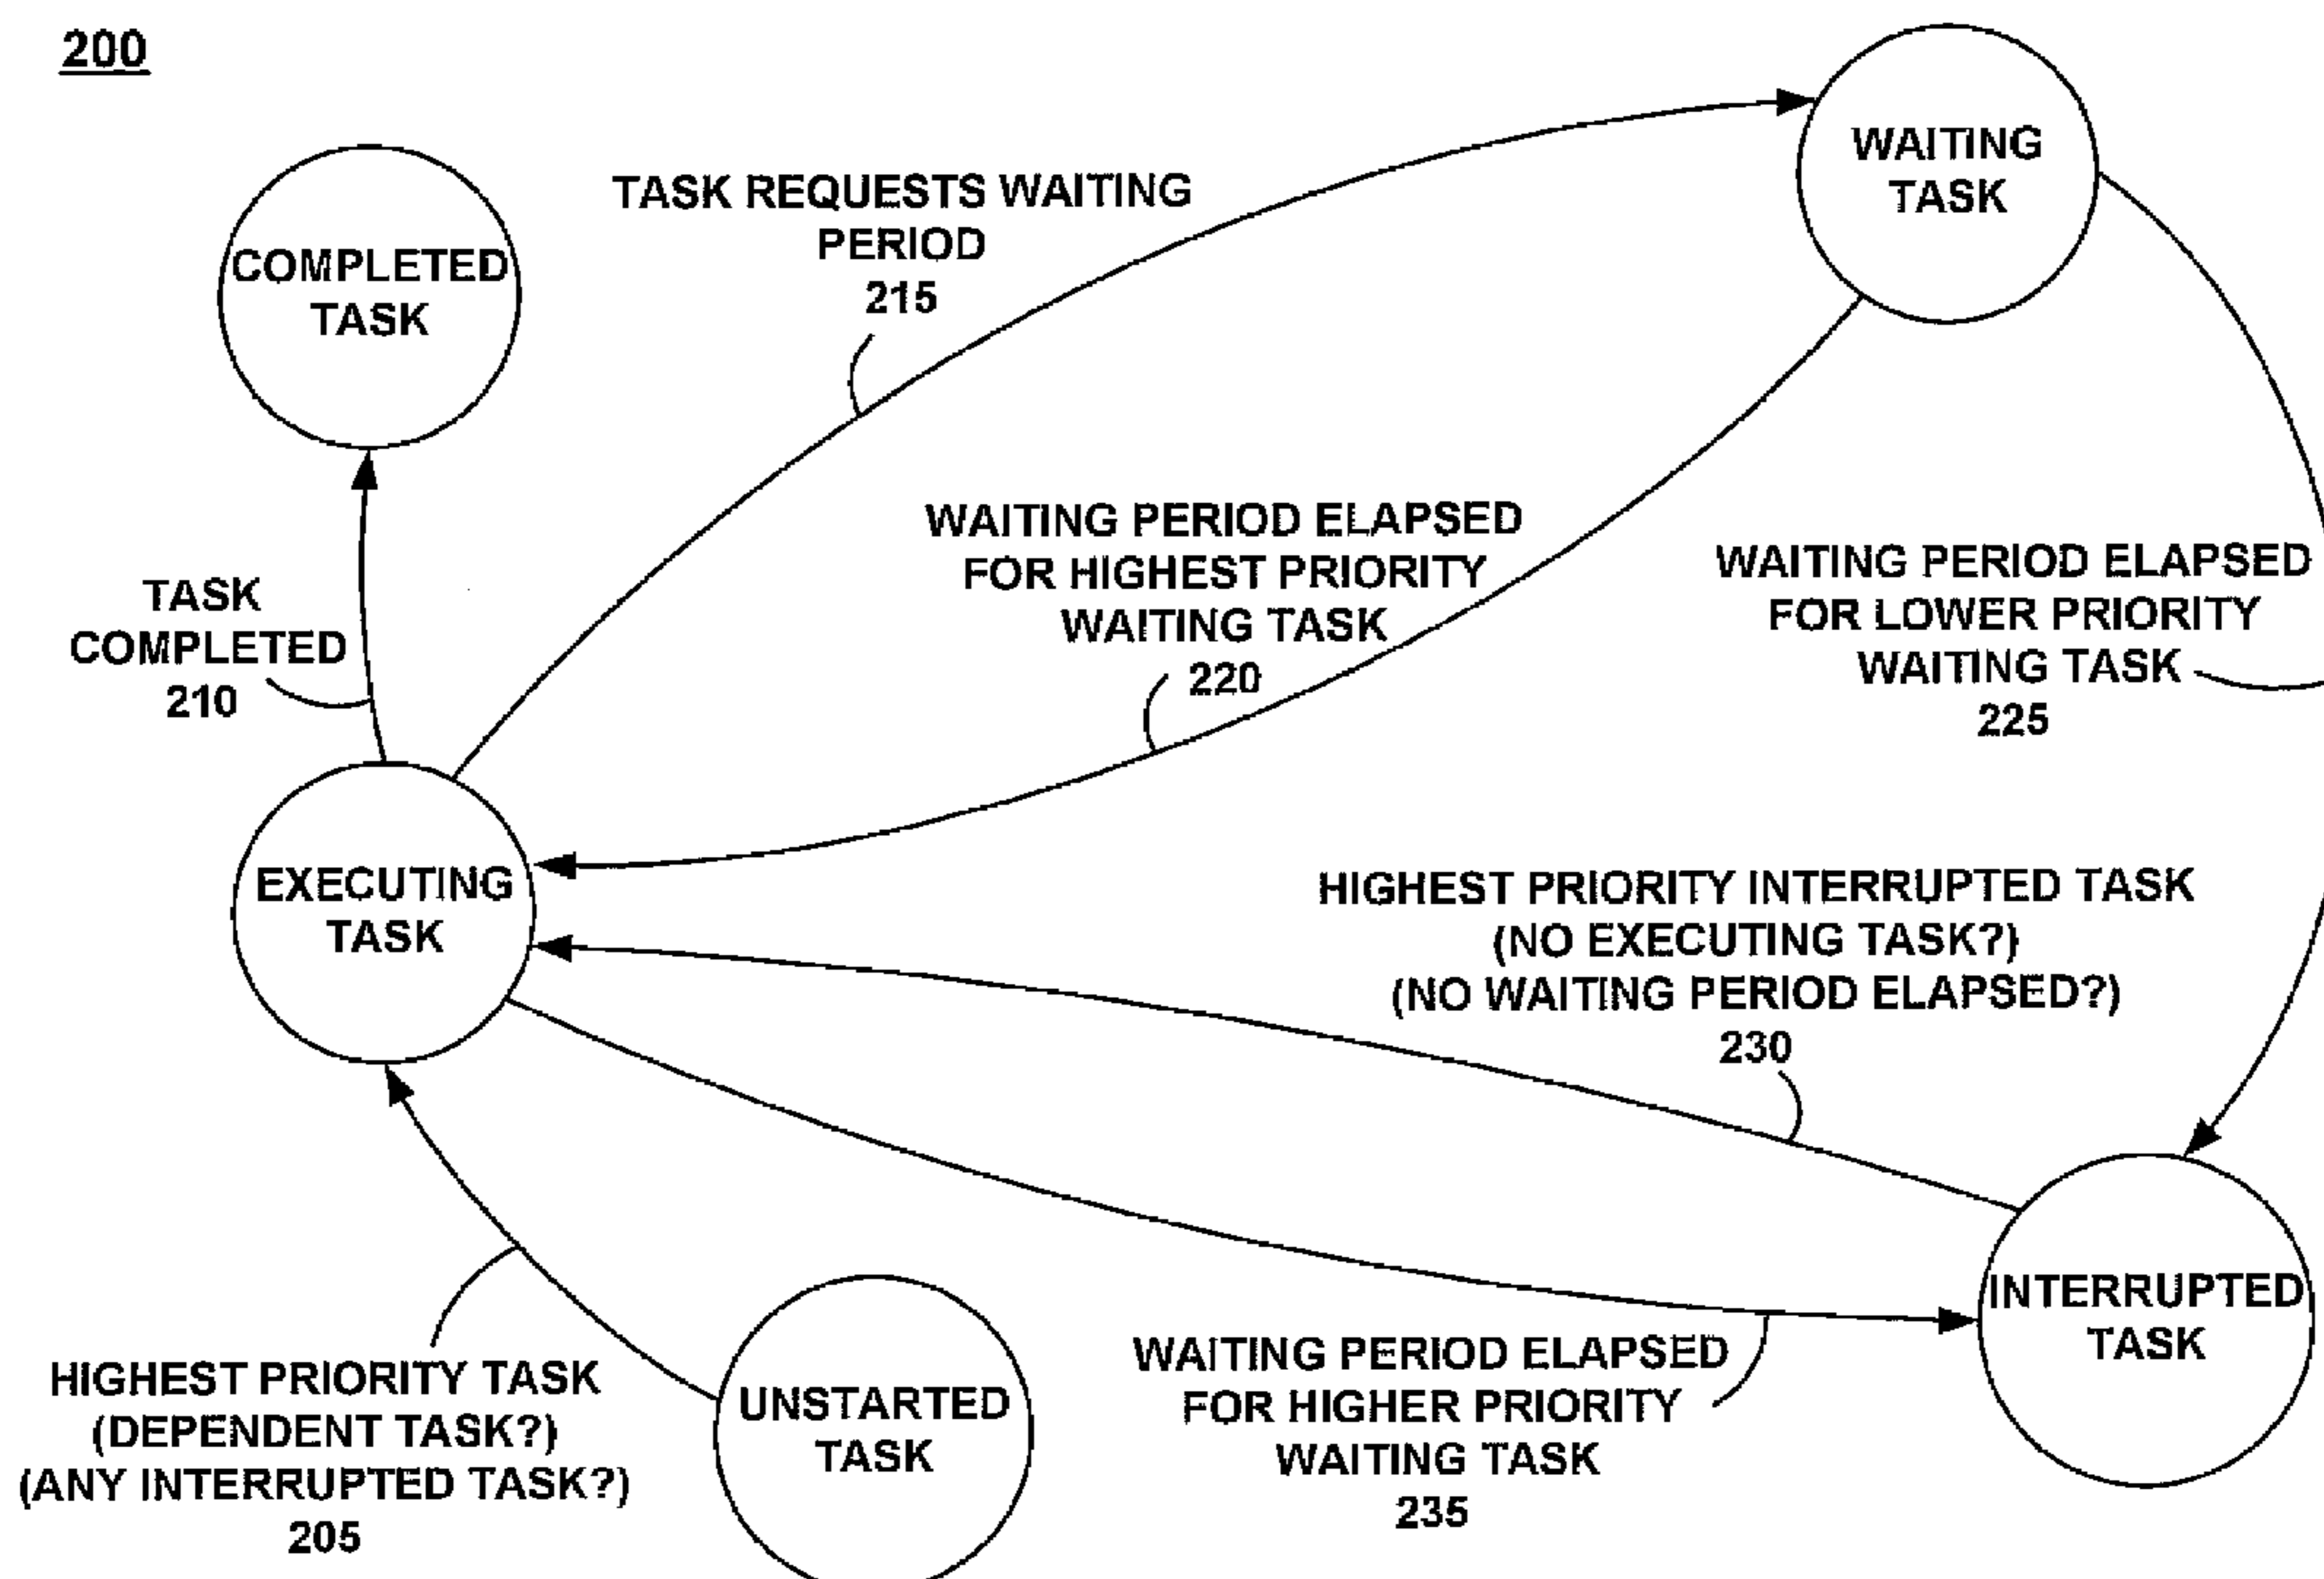 200
WAITING
TASK
TASK REQUESTS WAITING
PERIOD
215
COMPLETED
TASK
WAITING PERIOD ELAPSED
FOR HIGHEST PRIORITY
WAITING TASK
220
WAITING PERIOD ELAPSED
FOR LOWER PRIORITY
WAITING TASK
225
TASK
COMPLETED
210
EXECUTING
TASK
HIGHEST PRIORITY INTERRUPTED TASK
(NO EXECUTING TASK?)
(NO WAITING PERIOD ELAPSED?)
230
INTERRUPTED
TASK
WAITING PERIOD ELAPSED
FOR HIGHER PRIORITY
WAITING TASK
235
HIGHEST PRIORITY TASK
(DEPENDENT TASK?)
(ANY INTERRUPTED TASK?)
205
UNSTARTED
TASK